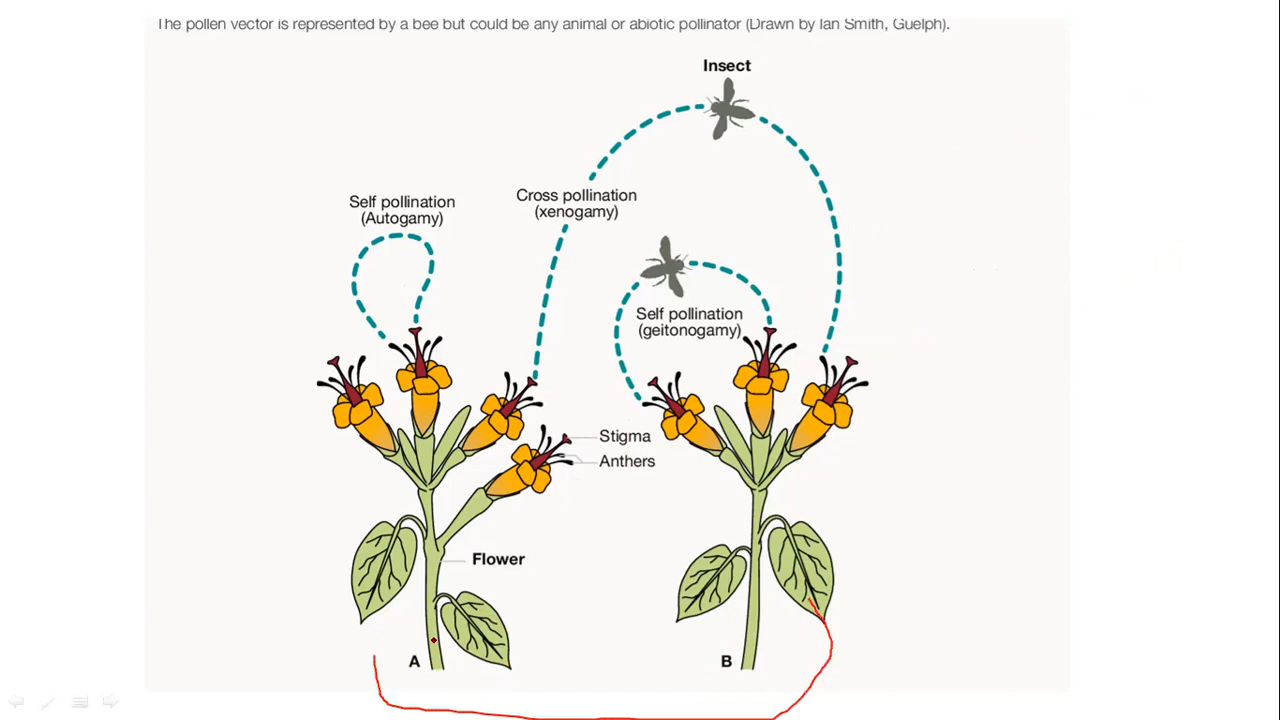 The pollen vector is represented by a bee but could be any animal or abiotic pollinator (Drawn by Ian Smith, Guelph).
Insect
Self pollination
(Autogamy)
Cross pollination
(xenogamy)
Self pollination
(geitonogamy)
Stigma
Anthers
Flower
A
B